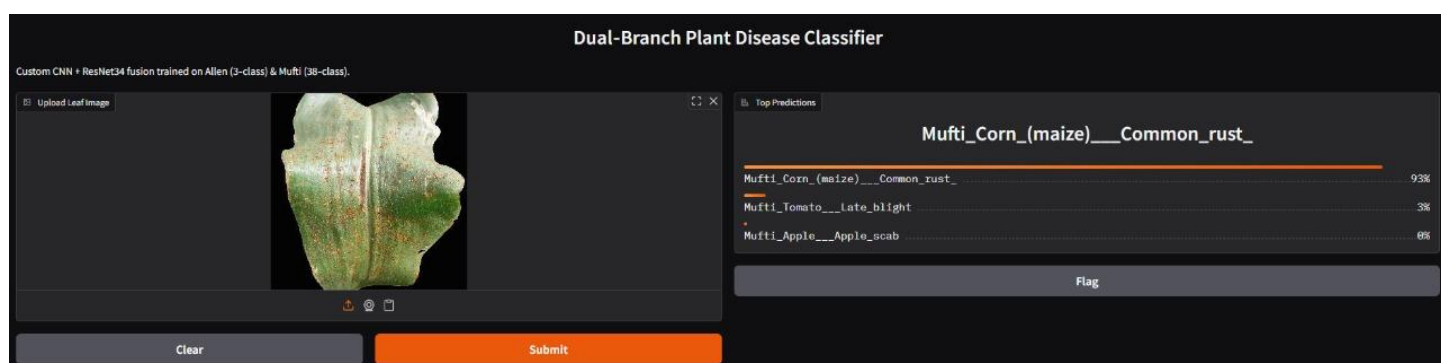 Dual-Branch Plant Disease Classifier
Custom CNN + ResNet34 fusion trained on Allen (3-class) & Mufti (38-class).
Upload Leaf Image
Top Predictions
Mufti_Corn_(maize)___Common_rust_
Mufti_Corn_(maize)___Common_rust_ 93%
Mufti_Tomato___Late_blight 3%
Mufti_Apple___Apple_scab 0%
Flag
Clear
Submit